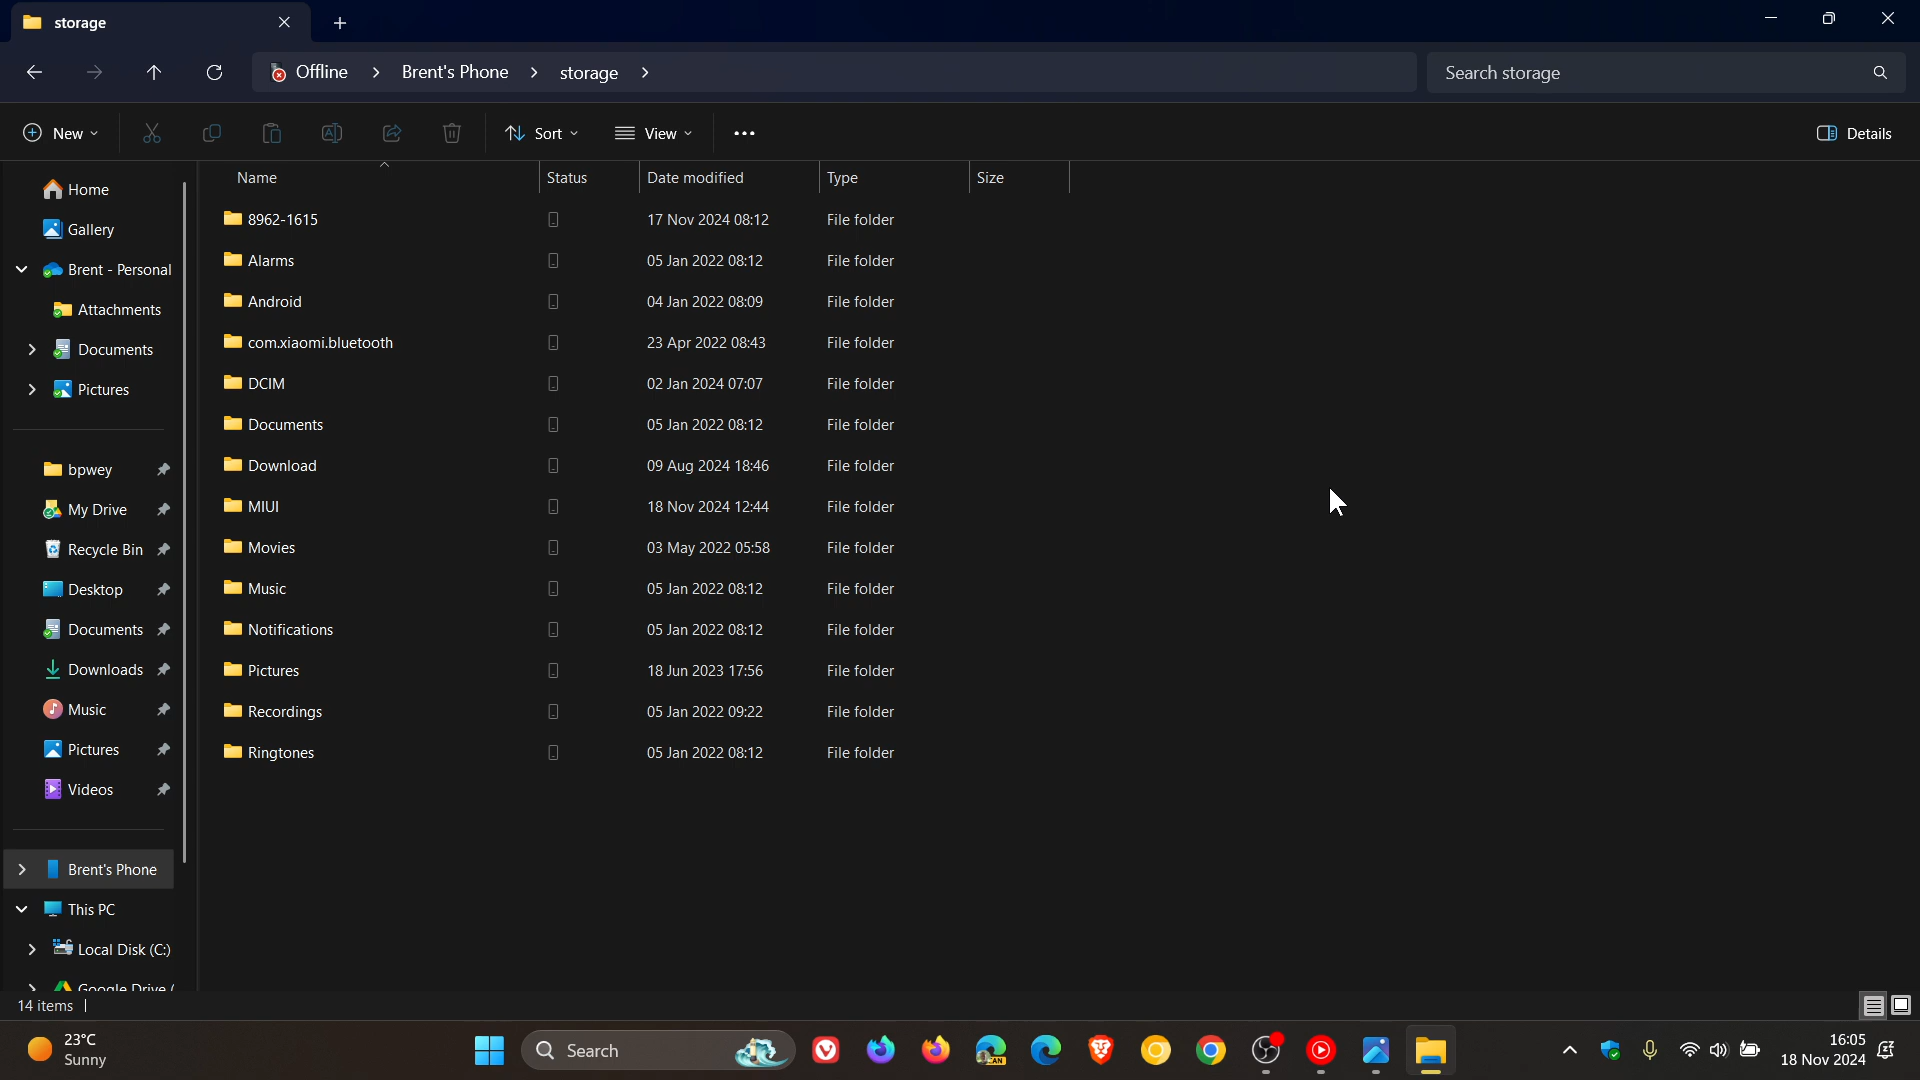 storage
Offline > Brent's Phone > storage >
Search storage
New
Sort
View
Details
Name Status Date modified Type Size
8962-1615 17 Nov 2024 08:12 File folder
Alarms 05 Jan 2022 08:12 File folder
Android 04 Jan 2022 08:09 File folder
com.xiaomi.bluetooth 23 Apr 2022 08:43 File folder
DCIM 02 Jan 2024 07:07 File folder
Documents 05 Jan 2022 08:12 File folder
Download 09 Aug 2024 18:46 File folder
MIUI 18 Nov 2024 12:44 File folder
Movies 03 May 2022 05:58 File folder
Music 05 Jan 2022 08:12 File folder
Notifications 05 Jan 2022 08:12 File folder
Pictures 18 Jun 2023 17:56 File folder
Recordings 05 Jan 2022 09:22 File folder
Ringtones 05 Jan 2022 08:12 File folder
Home
Gallery
Brent - Personal
Attachments
Documents
Pictures
bpwey
My Drive
Recycle Bin
Desktop
Documents
Downloads
Music
Pictures
Videos
Brent's Phone
This PC
Local Disk (C:)
Google Drive (
14 items
23°C
Sunny
Search
CAN
16:05
18 Nov 2024